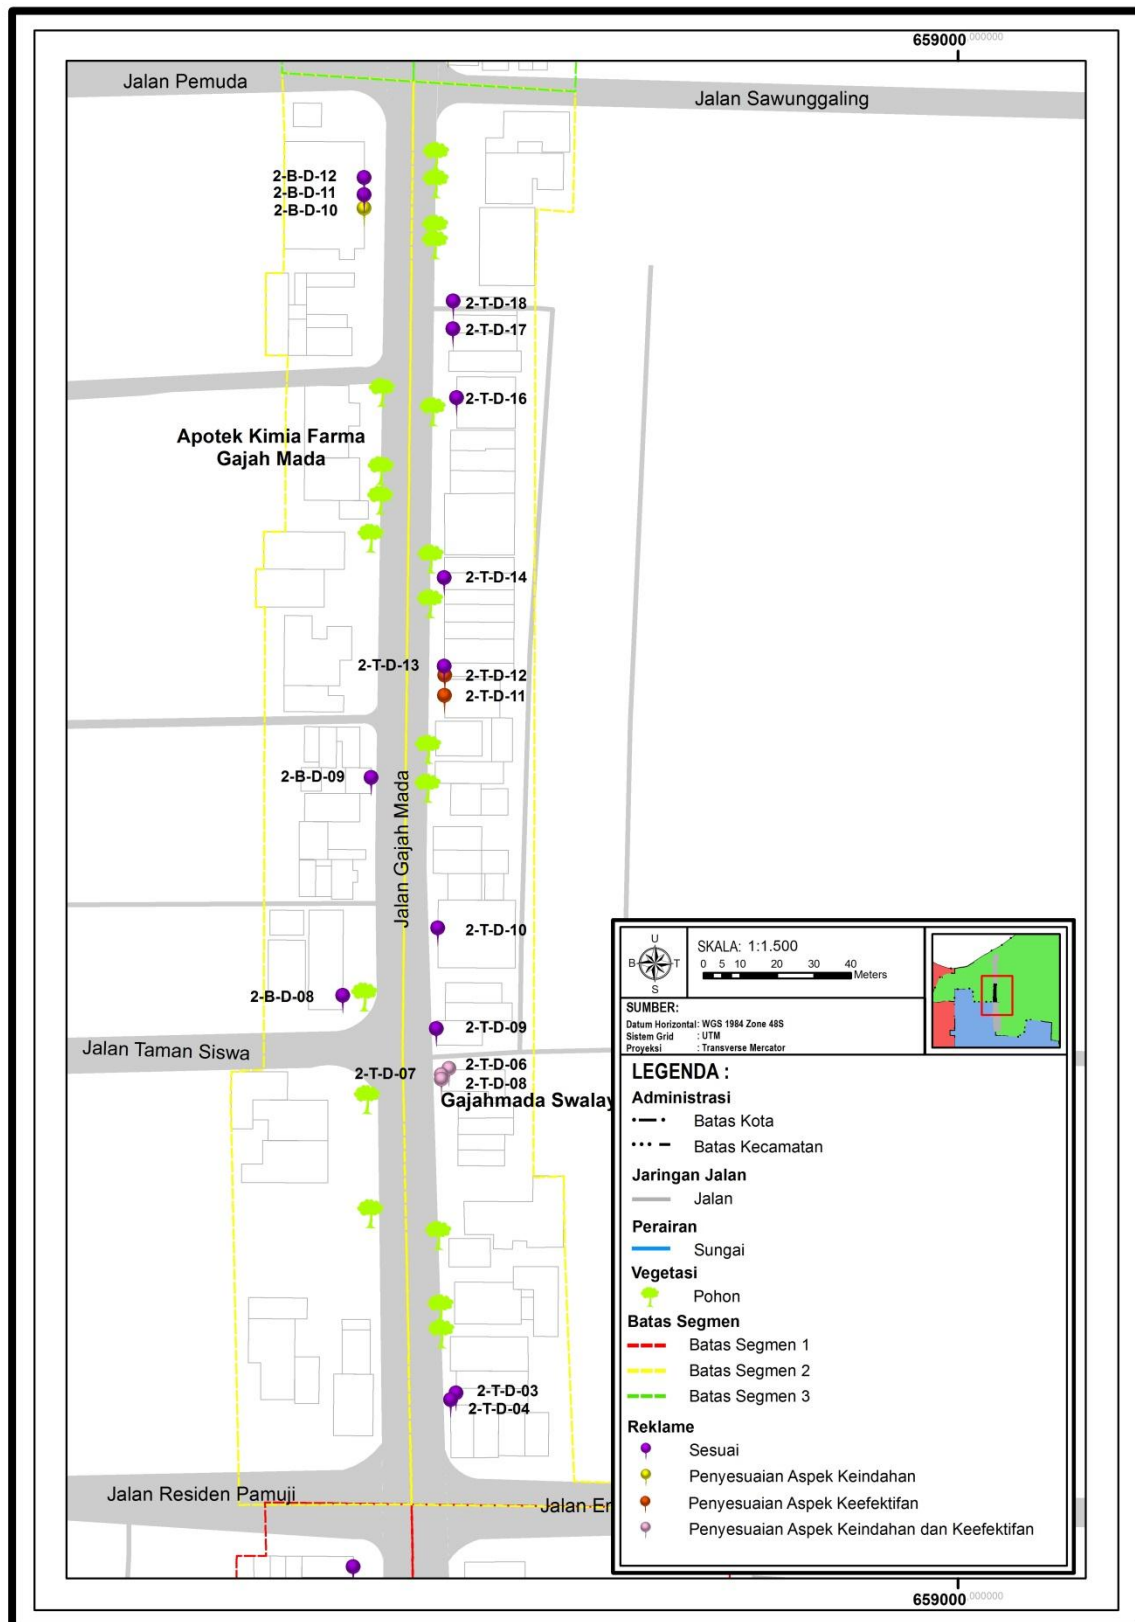 659000.000000
Jalan Pemuda
Jalan Sawunggaling
2-B-D-12
2-B-D-11
2-B-D-10
2-T-D-18
2-T-D-17
2-T-D-16
Apotek Kimia Farma
Gajah Mada
2-T-D-14
2-T-D-13
2-T-D-12
2-T-D-11
2-B-D-09
Jalan Gajah Mada
2-T-D-10
2-B-D-08
2-T-D-09
Jalan Taman Siswa
2-T-D-06
2-T-D-07
2-T-D-08
Gajahmada Swalay
2-T-D-03
2-T-D-04
Jalan Residen Pamuji
Jalan Er
U
B T
S
SKALA: 1:1.500
0 5 10 20 30 40
Meters
SUMBER:
Datum Horizontal: WGS 1984 Zone 48S
Sistem Grid : UTM
Proyeksi : Transverse Mercator
LEGENDA :
Administrasi
Batas Kota
Batas Kecamatan
Jaringan Jalan
Jalan
Perairan
Sungai
Vegetasi
Pohon
Batas Segmen
Batas Segmen 1
Batas Segmen 2
Batas Segmen 3
Reklame
Sesuai
Penyesuaian Aspek Keindahan
Penyesuaian Aspek Keefektifan
Penyesuaian Aspek Keindahan dan Keefektifan
659000.000000